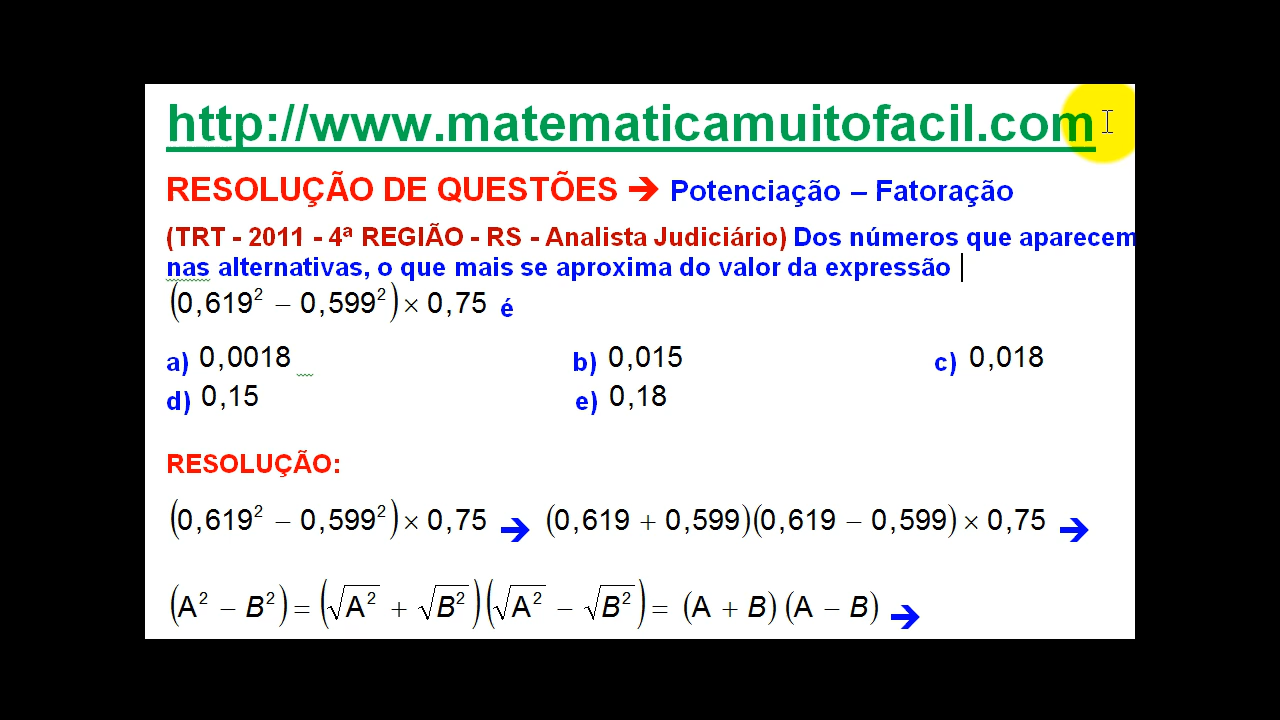 http://www.matematicamuitofacil.com
RESOLUÇÃO DE QUESTÕES ➔ Potenciação – Fatoração
(TRT - 2011 - 4ª REGIÃO - RS - Analista Judiciário) Dos números que aparecem
nas alternativas, o que mais se aproxima do valor da expressão
(0,619² − 0,599²) × 0,75 é
a) 0,0018 b) 0,015 c) 0,018
d) 0,15 e) 0,18
RESOLUÇÃO:
(0,619² − 0,599²) × 0,75 ➔ (0,619 + 0,599)(0,619 − 0,599) × 0,75 ➔
(A² − B²) = (√A² + √B²)(√A² − √B²) = (A + B)(A − B) ➔